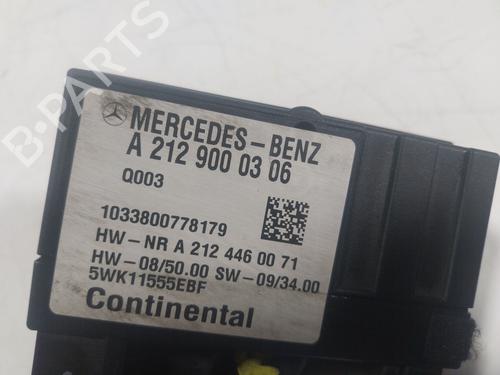 B-PARTS
MERCEDES-BENZ
A 212 900 03 06
Q003
1033800778179
HW-NR A 212 446 00 71
HW-08/50.00 SW-09/34.00
5WK11555EBF
Continental